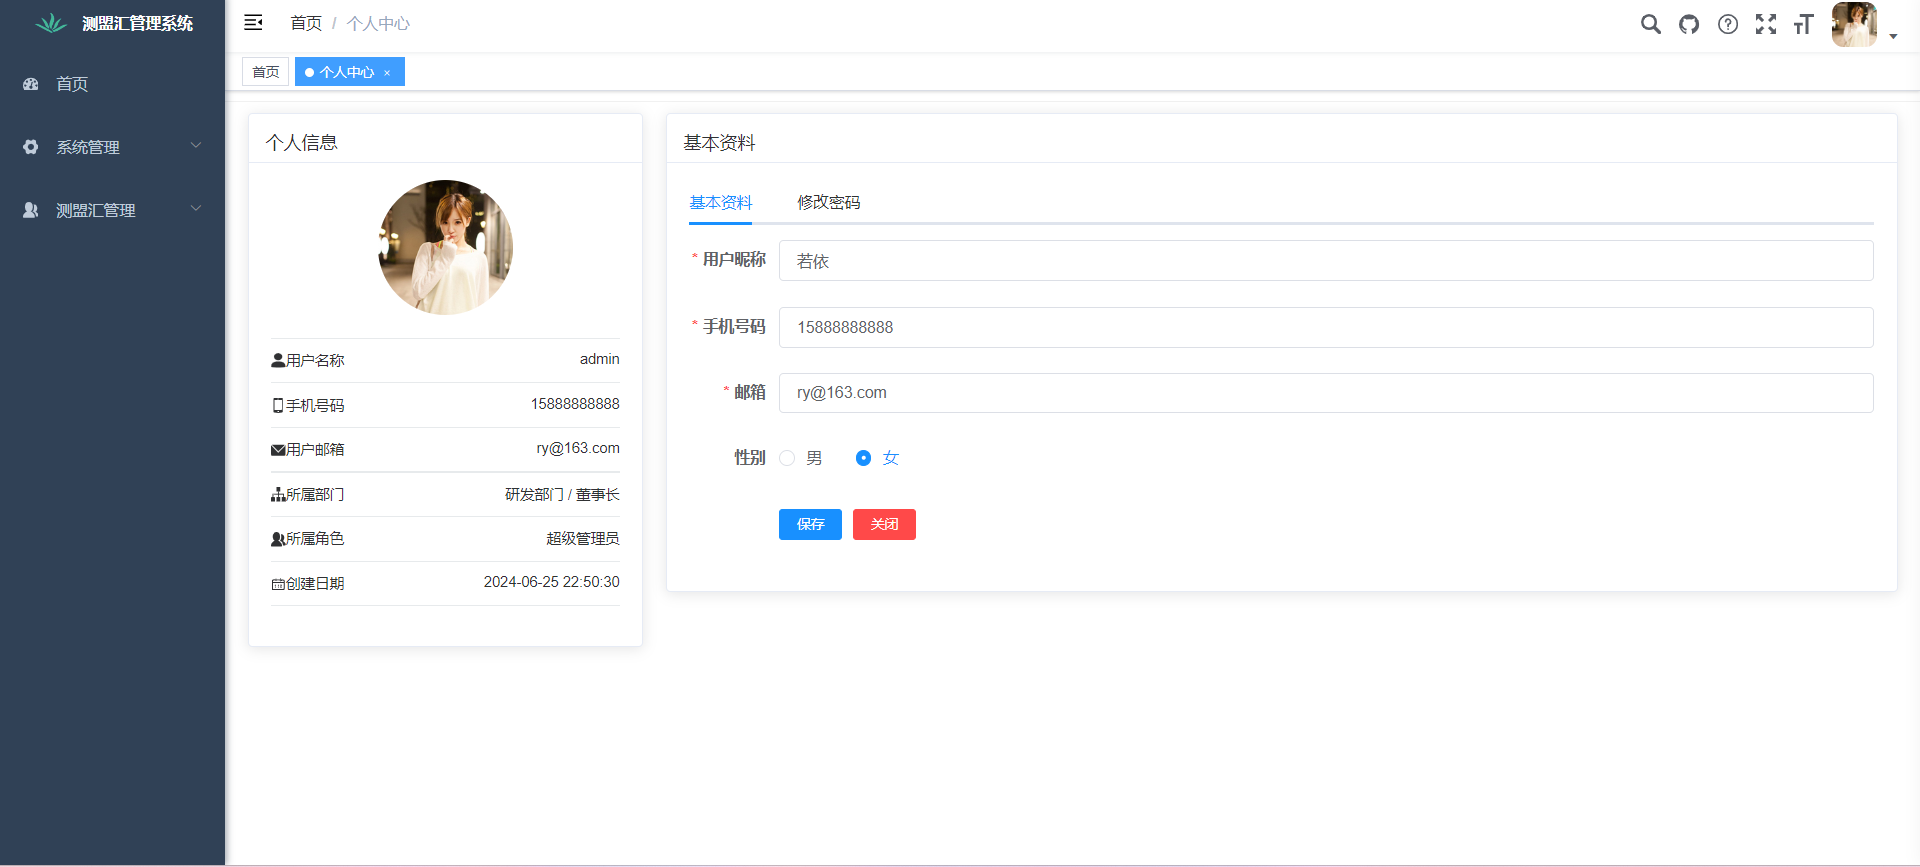 测盟汇管理系统
首页
系统管理
测盟汇管理
首页 / 个人中心
首页
个人中心 ×
个人信息
用户名称 admin
手机号码 15888888888
用户邮箱 ry@163.com
所属部门 研发部门 / 董事长
所属角色 超级管理员
创建日期 2024-06-25 22:50:30
基本资料
基本资料 修改密码
* 用户昵称 若依
* 手机号码 15888888888
* 邮箱 ry@163.com
性别 男 女
保存 关闭